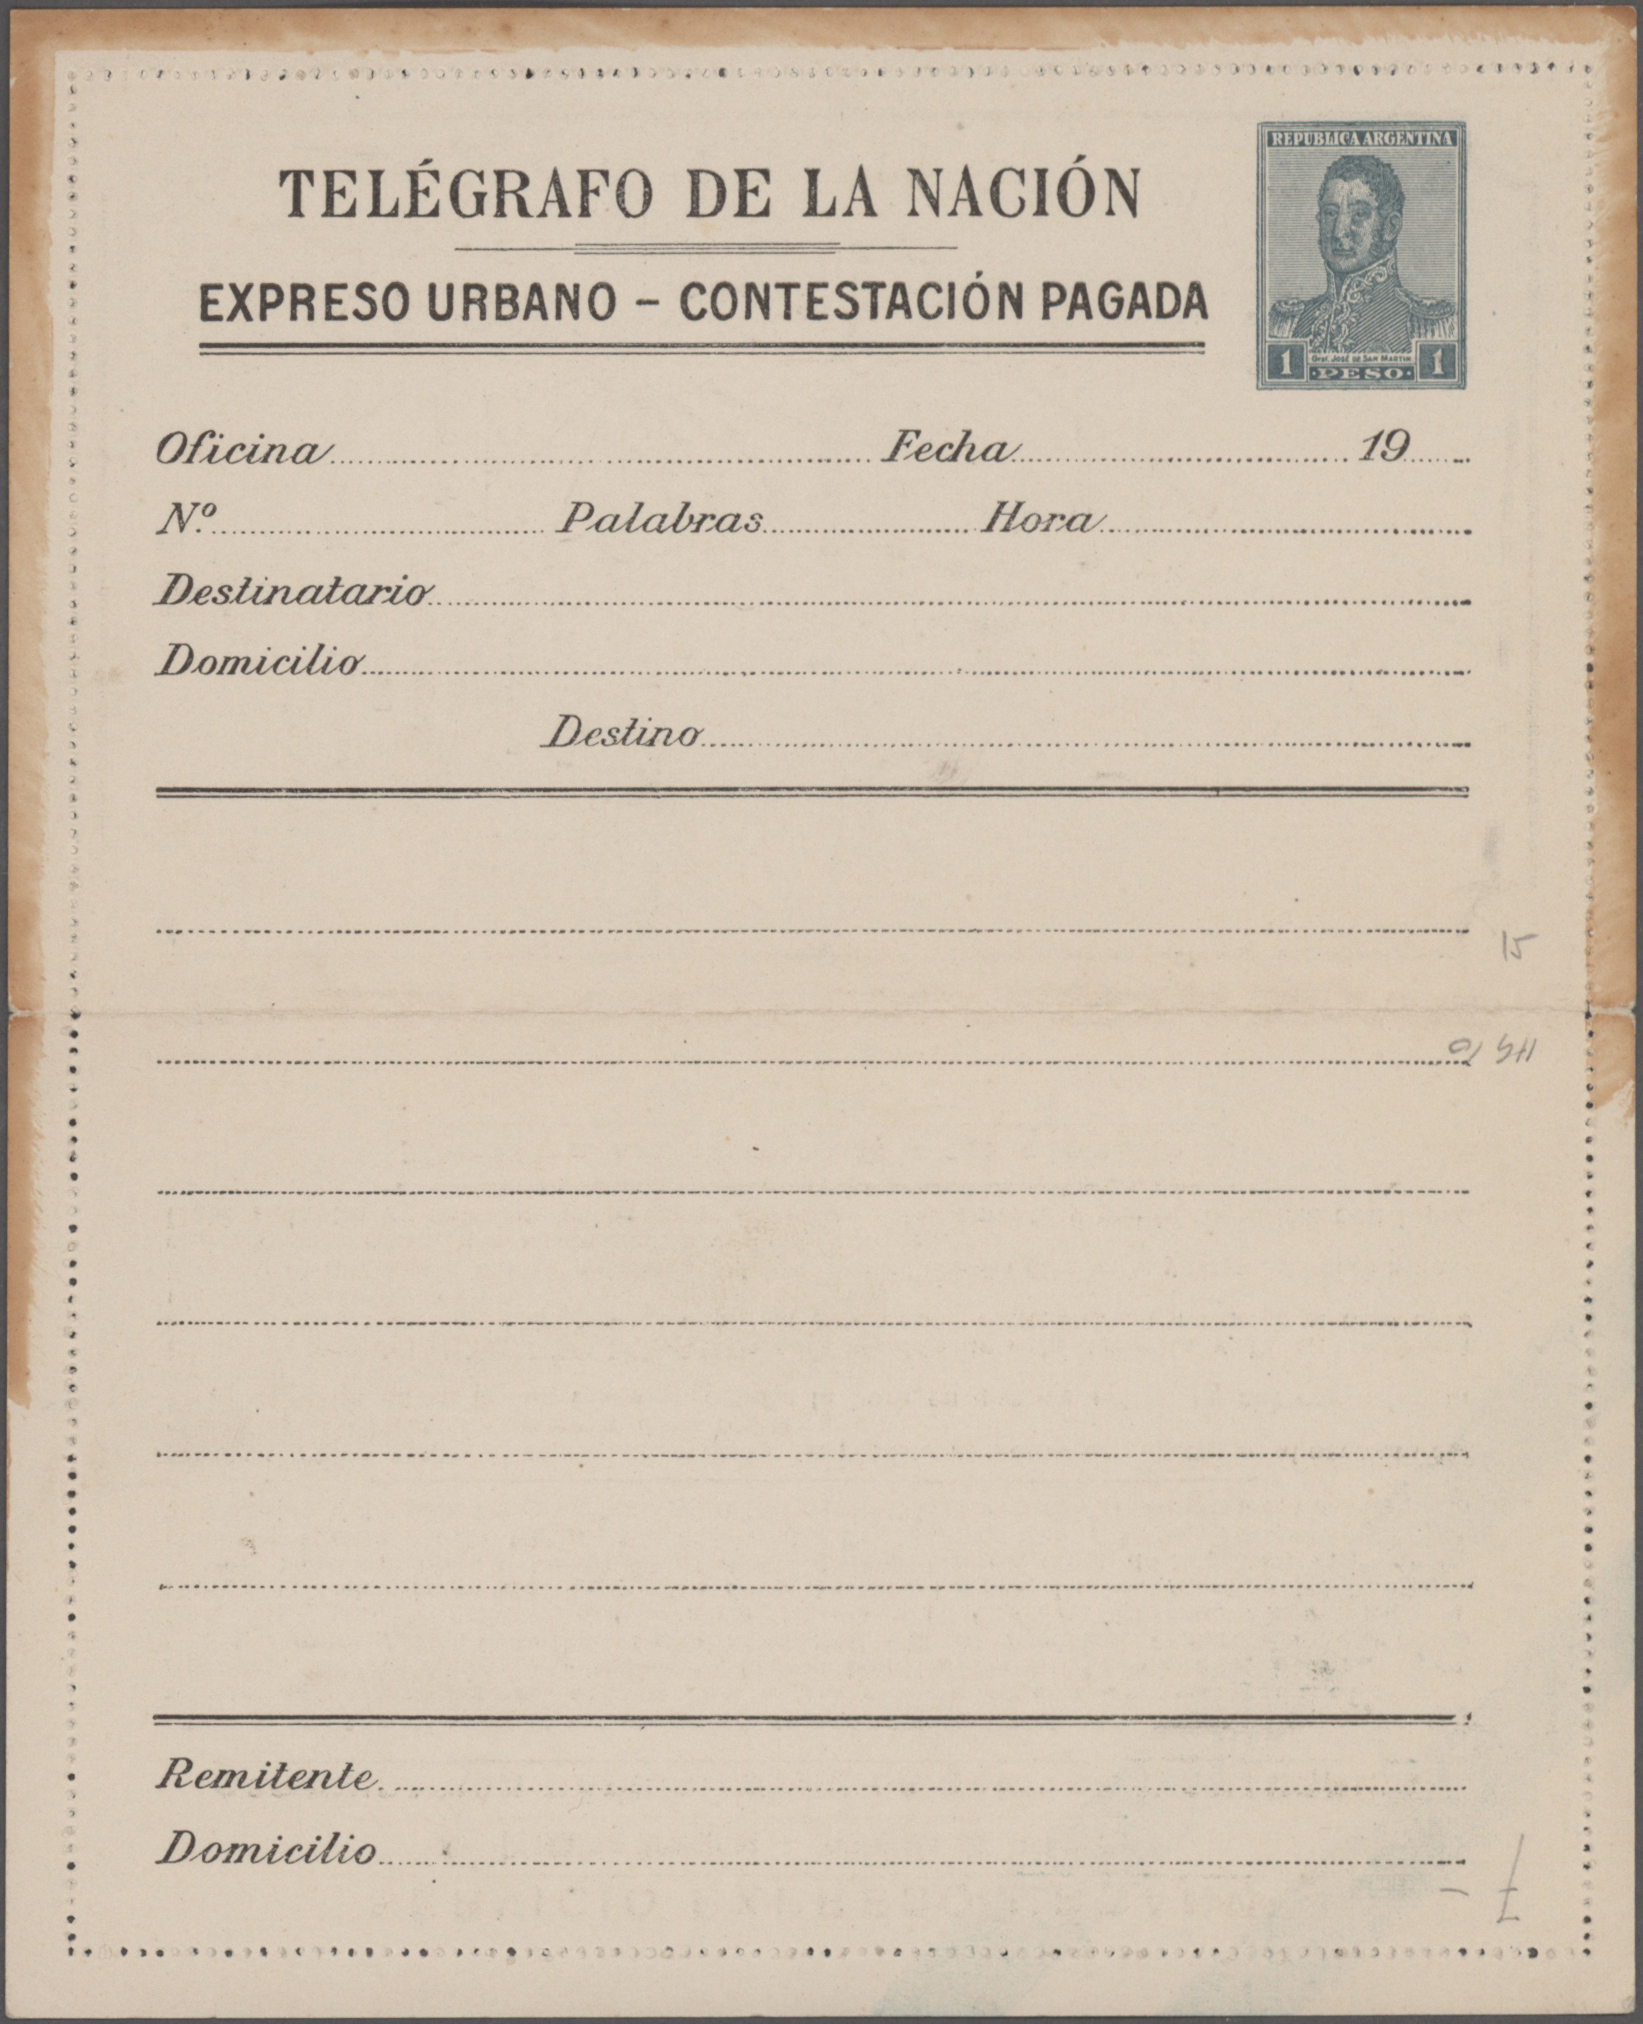 TELÉGRAFO DE LA NACIÓN
EXPRESO URBANO – CONTESTACIÓN PAGADA
REPUBLICA ARGENTINA
Gral. JOSÉ DE SAN MARTIN
1 PESO 1
Oficina Fecha 19
N.º Palabras Hora
Destinatario
Domicilio
Destino
15
Remitente
Domicilio